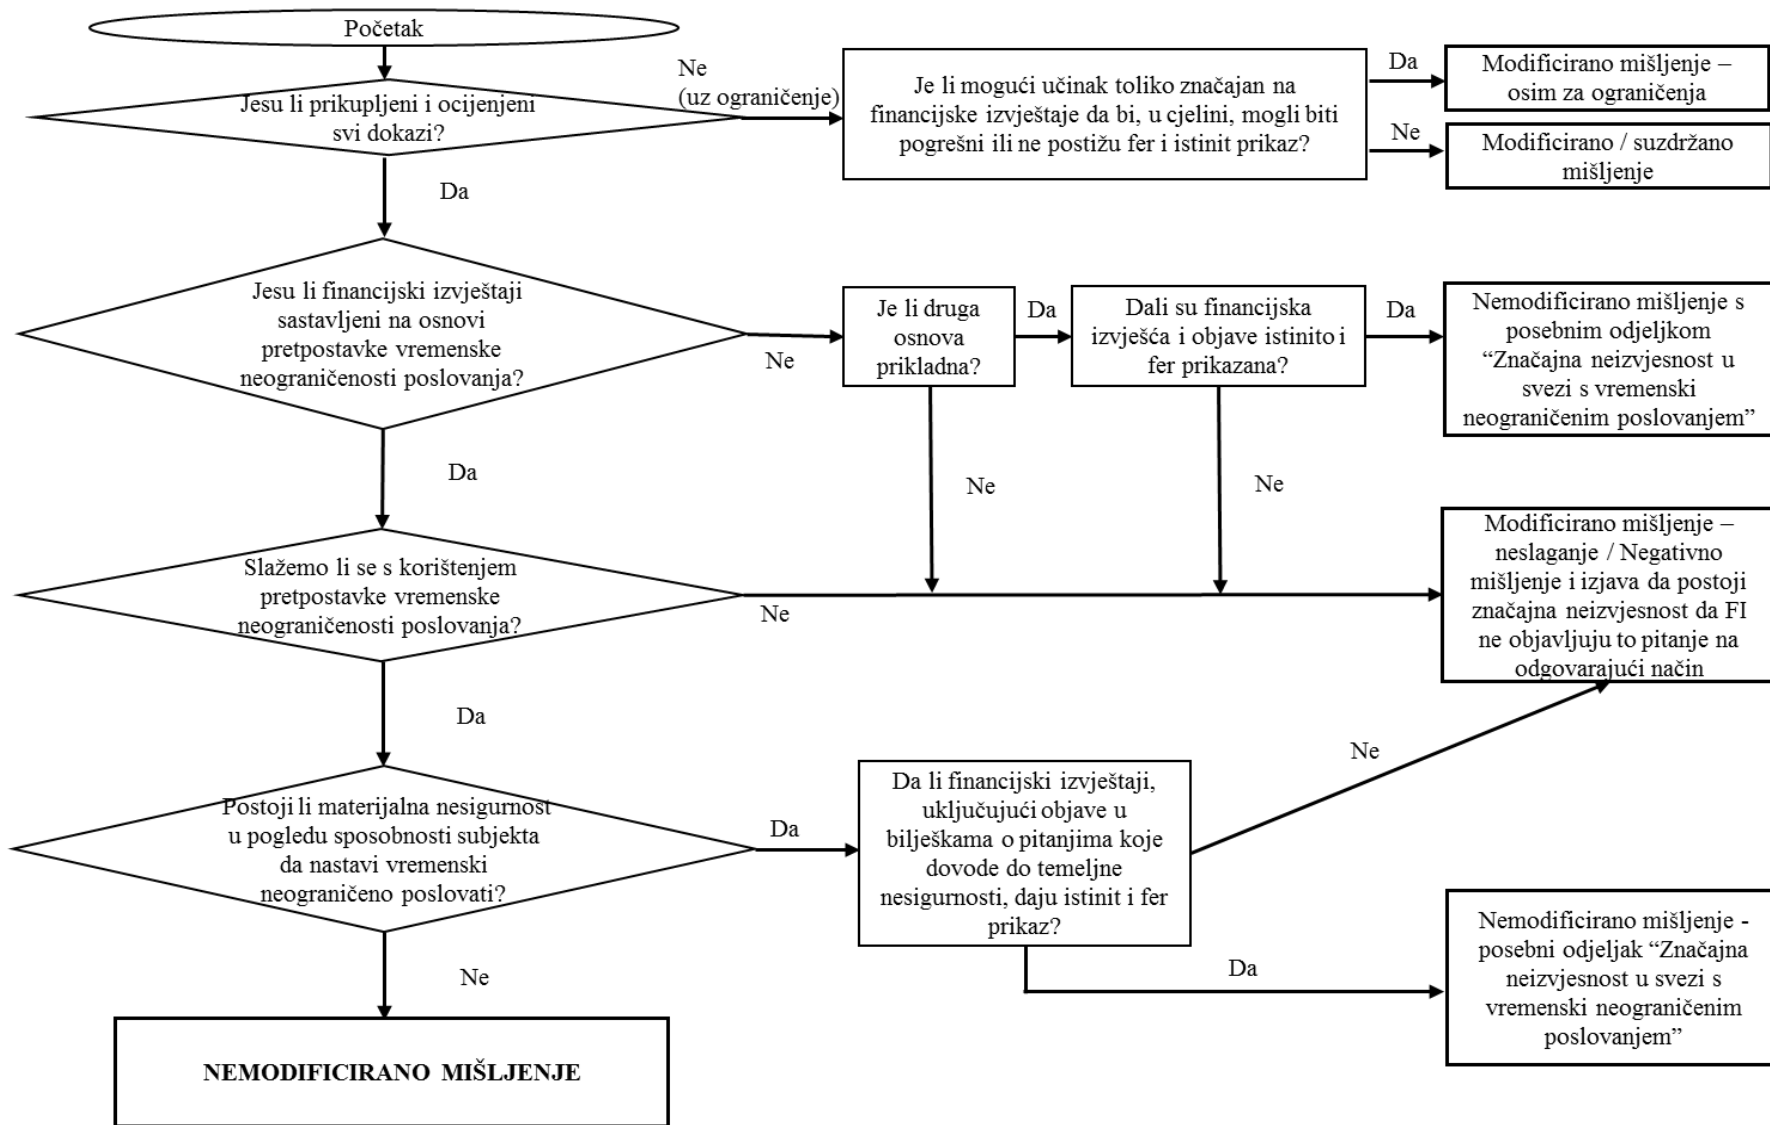 Početak
Jesu li prikupljeni i ocijenjeni
svi dokazi?
Ne
(uz ograničenje)
Je li mogući učinak toliko značajan na
financijske izvještaje da bi, u cjelini, mogli biti
pogrešni ili ne postižu fer i istinit prikaz?
Da
Modificirano mišljenje –
osim za ograničenja
Ne
Modificirano / suzdržano
mišljenje
Da
Jesu li financijski izvještaji
sastavljeni na osnovi
pretpostavke vremenske
neograničenosti poslovanja?
Ne
Je li druga
osnova
prikladna?
Da
Dali su financijska
izvješća i objave istinito i
fer prikazana?
Da
Nemodificirano mišljenje s
posebnim odjeljkom
“Značajna neizvjesnost u
svezi s vremenski
neograničenim poslovanjem”
Da
Ne
Ne
Slažemo li se s korištenjem
pretpostavke vremenske
neograničenosti poslovanja?
Ne
Modificirano mišljenje –
neslaganje / Negativno
mišljenje i izjava da postoji
značajna neizvjesnost da FI
ne objavljuju to pitanje na
odgovarajući način
Da
Postoji li materijalna nesigurnost
u pogledu sposobnosti subjekta
da nastavi vremenski
neograničeno poslovati?
Da
Da li financijski izvještaji,
uključujući objave u
bilješkama o pitanjima koje
dovode do temeljne
nesigurnosti, daju istinit i fer
prikaz?
Ne
Da
Nemodificirano mišljenje -
posebni odjeljak “Značajna
neizvjesnost u svezi s
vremenski neograničenim
poslovanjem”
Ne
NEMODIFICIRANO MIŠLJENJE